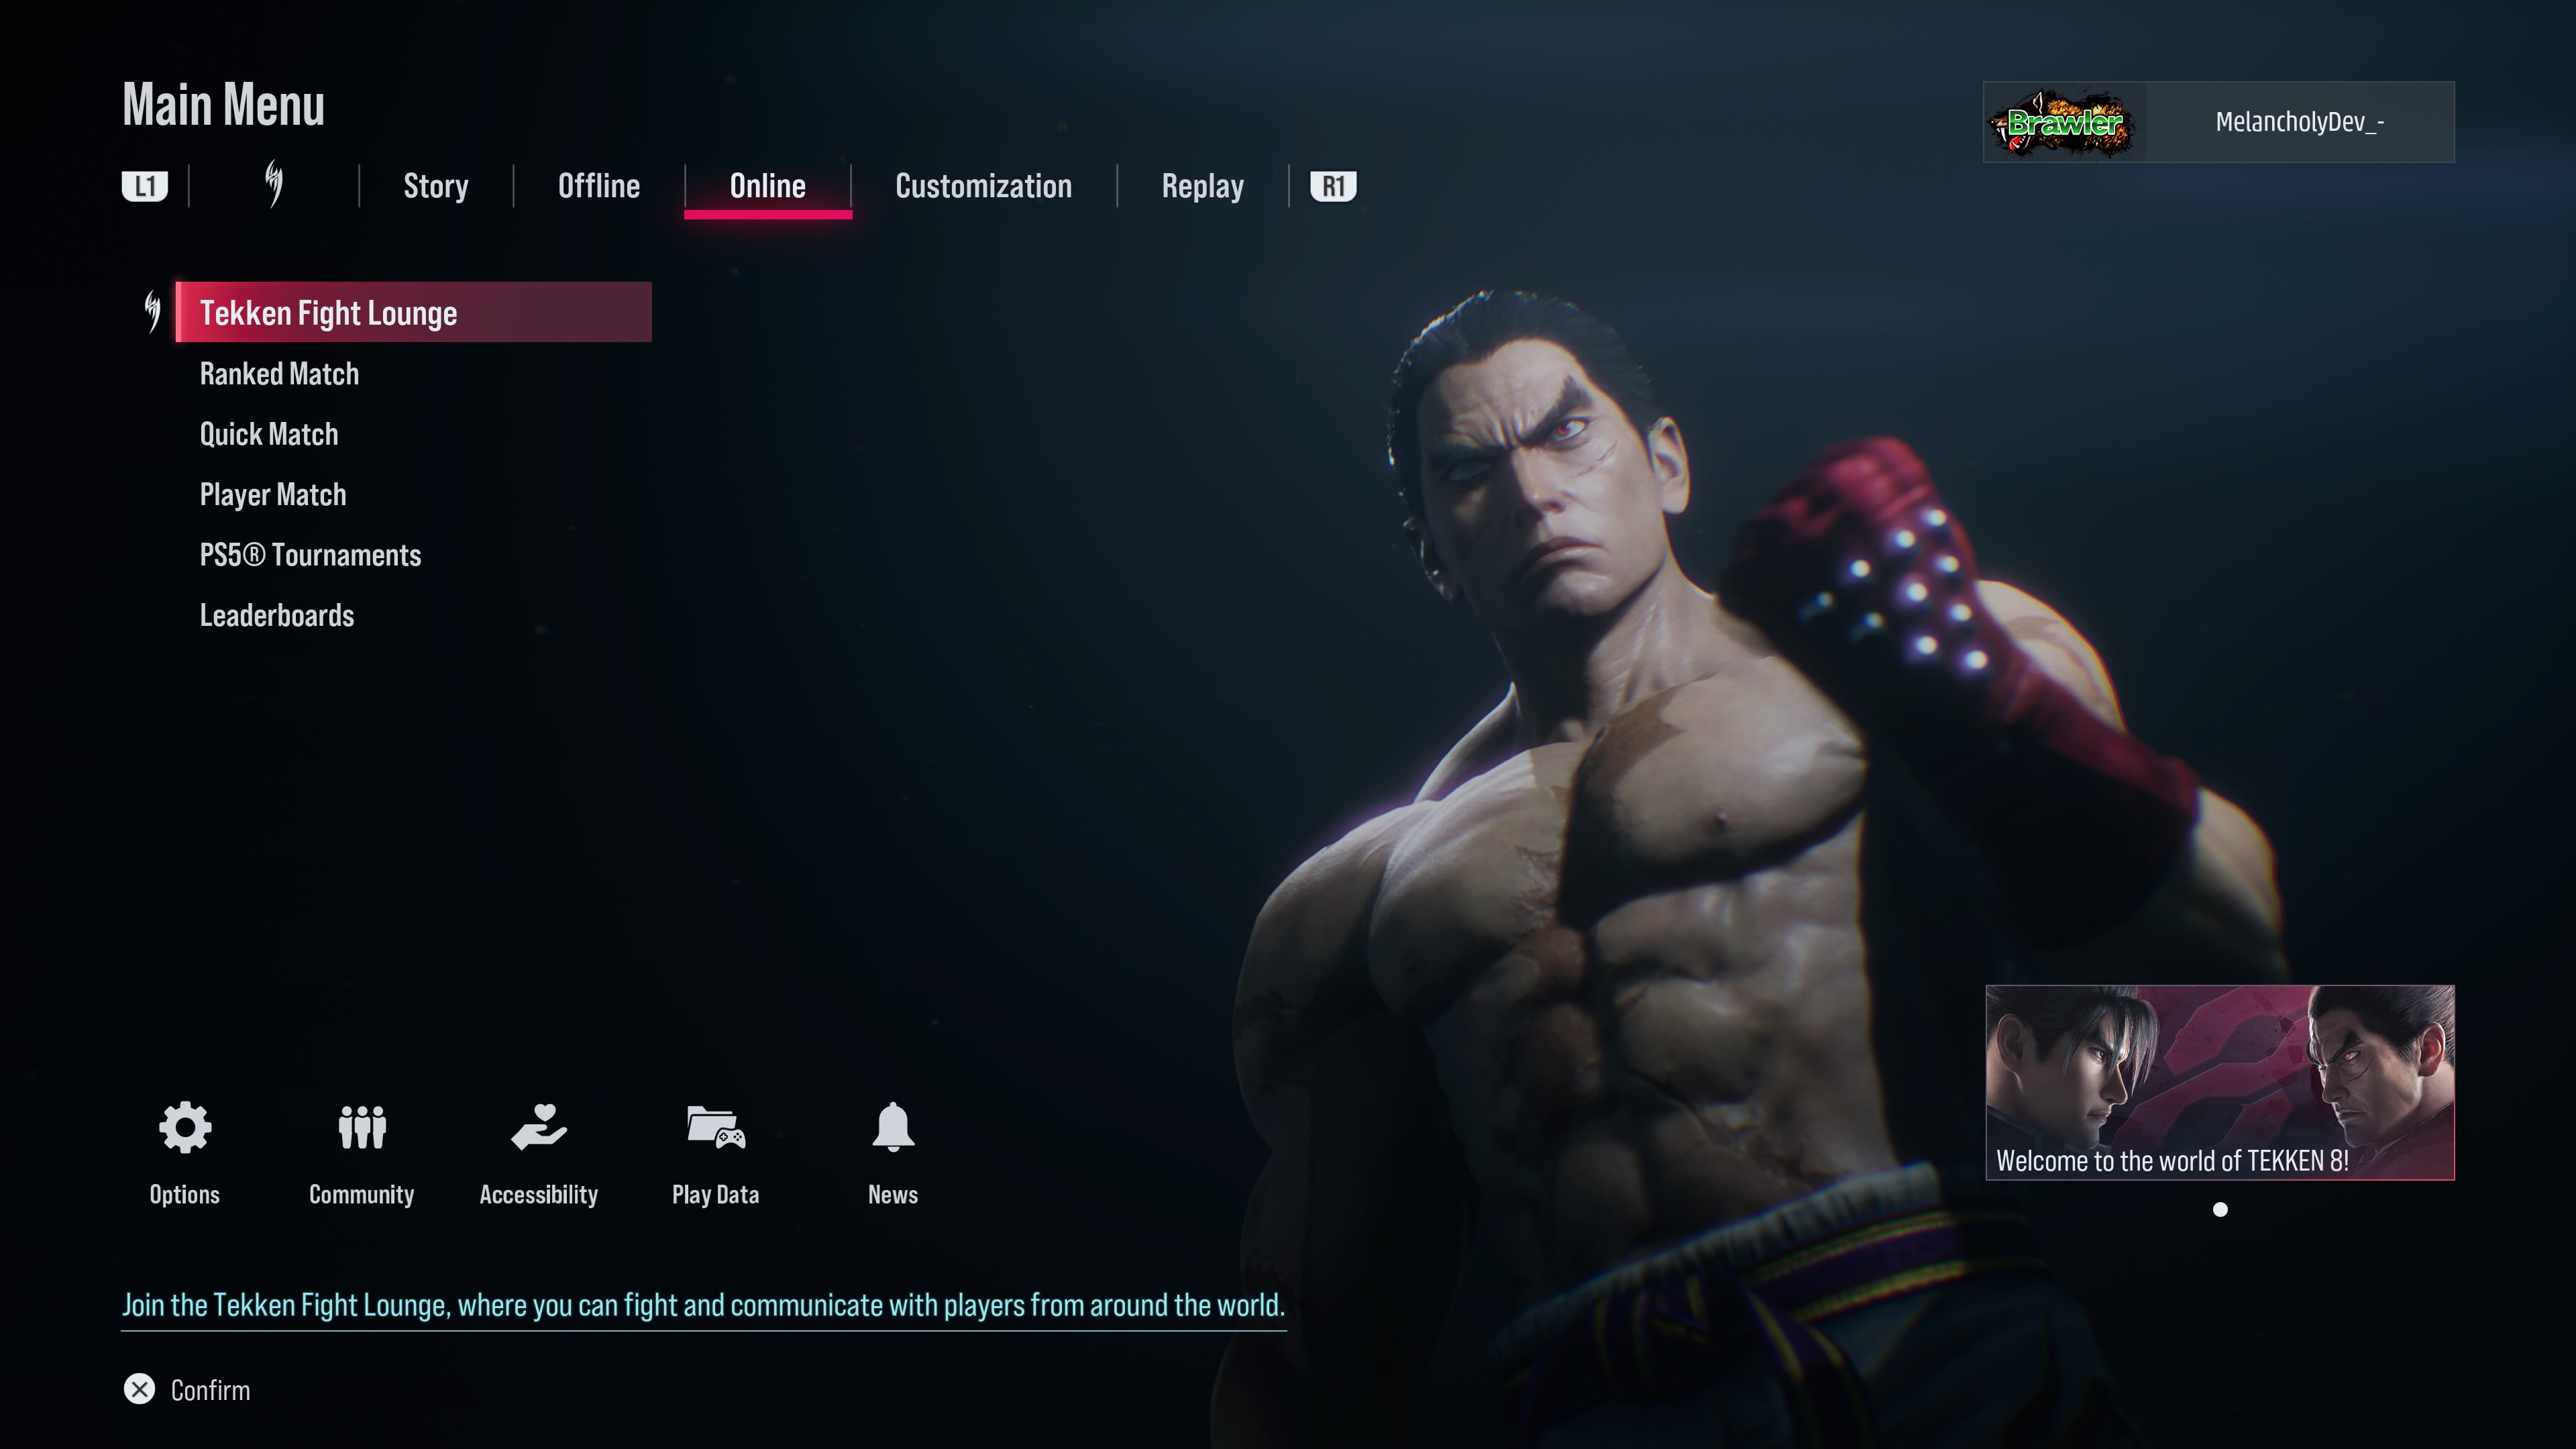 Main Menu
Brawler
MelancholyDev_-
L1
Story
Offline
Online
Customization
Replay
R1
Tekken Fight Lounge
Ranked Match
Quick Match
Player Match
PS5® Tournaments
Leaderboards
Welcome to the world of TEKKEN 8!
Options
Community
Accessibility
Play Data
News
Join the Tekken Fight Lounge, where you can fight and communicate with players from around the world.
Confirm